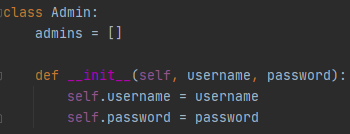 class Admin:
    admins = []
    def __init__(self, username, password):
        self.username = username
        self.password = password